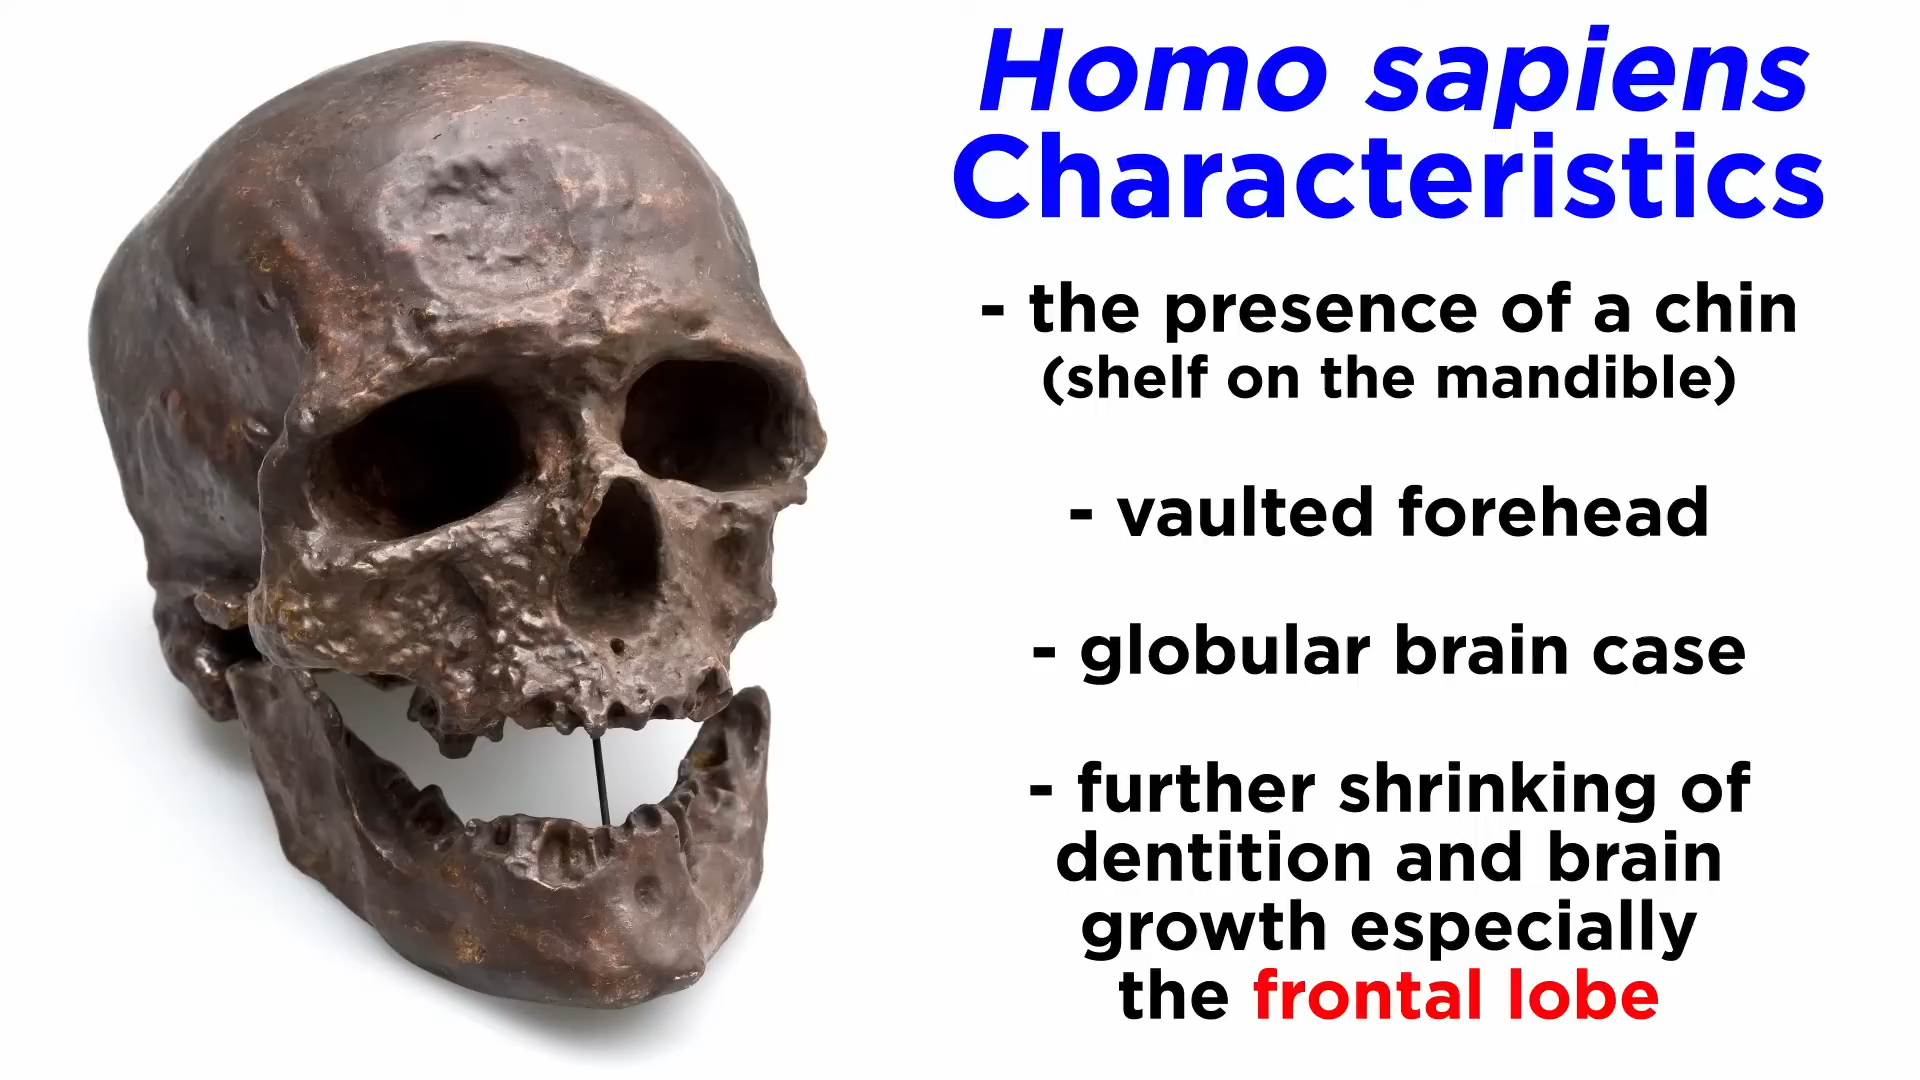 Homo sapiens
Characteristics
- the presence of a chin
(shelf on the mandible)
- vaulted forehead
- globular brain case
- further shrinking of
dentition and brain
growth especially
the frontal lobe